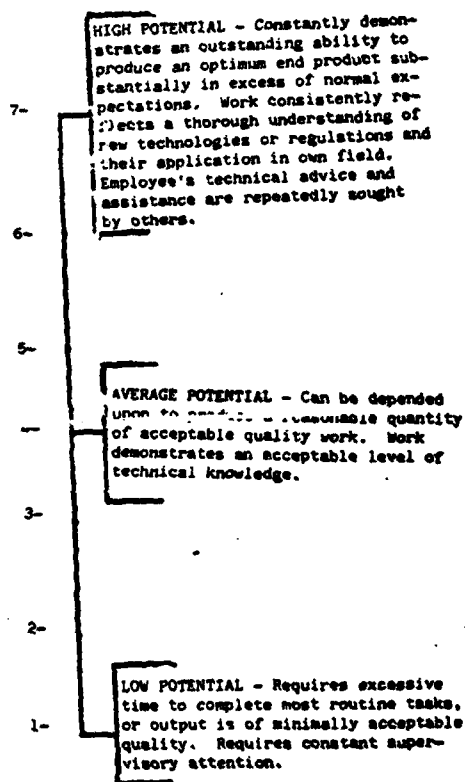 HIGH POTENTIAL - Constantly demon-
strates an outstanding ability to
produce an optimum end product sub-
stantially in excess of normal ex-
7-
pectations. Work consistently re-
flects a thorough understanding of
new technologies or regulations and
their application in own field.
Employee's technical advice and
assistance are repeatedly sought
6-
by others.
5-
AVERAGE POTENTIAL - Can be depended
upon to a reasonable quantity
of acceptable quality work. Work
demonstrates an acceptable level of
technical knowledge.
3-
2-
LOW POTENTIAL - Requires excessive
time to complete most routine tasks,
1-
or output is of minimally acceptable
quality. Requires constant super-
visory attention.